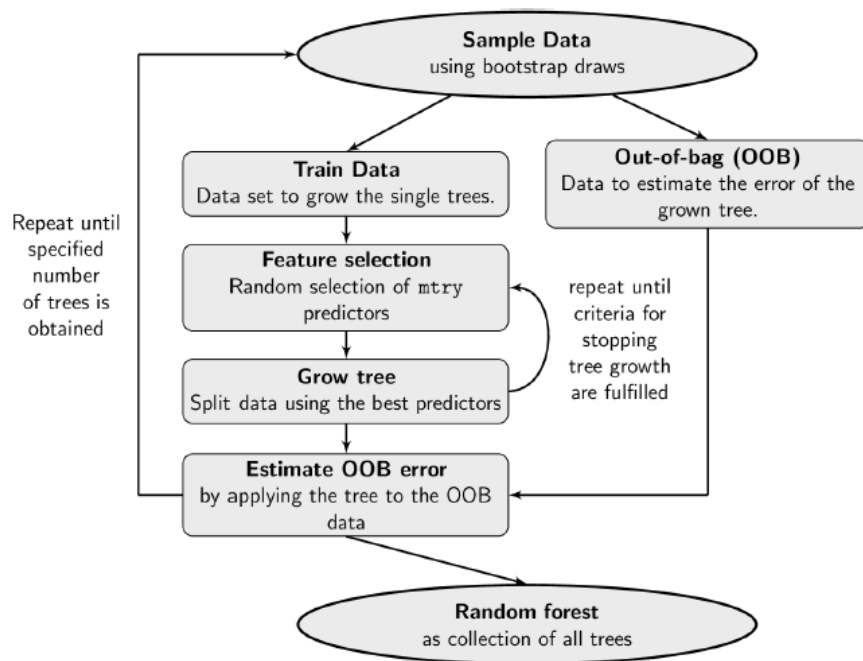 Sample Data
using bootstrap draws
Train Data
Data set to grow the single trees.
Out-of-bag (OOB)
Data to estimate the error of the
grown tree.
Repeat until
specified
number
of trees is
obtained
Feature selection
Random selection of mtry
predictors
repeat until
criteria for
stopping
tree growth
are fulfilled
Grow tree
Split data using the best predictors
Estimate OOB error
by applying the tree to the OOB
data
Random forest
as collection of all trees